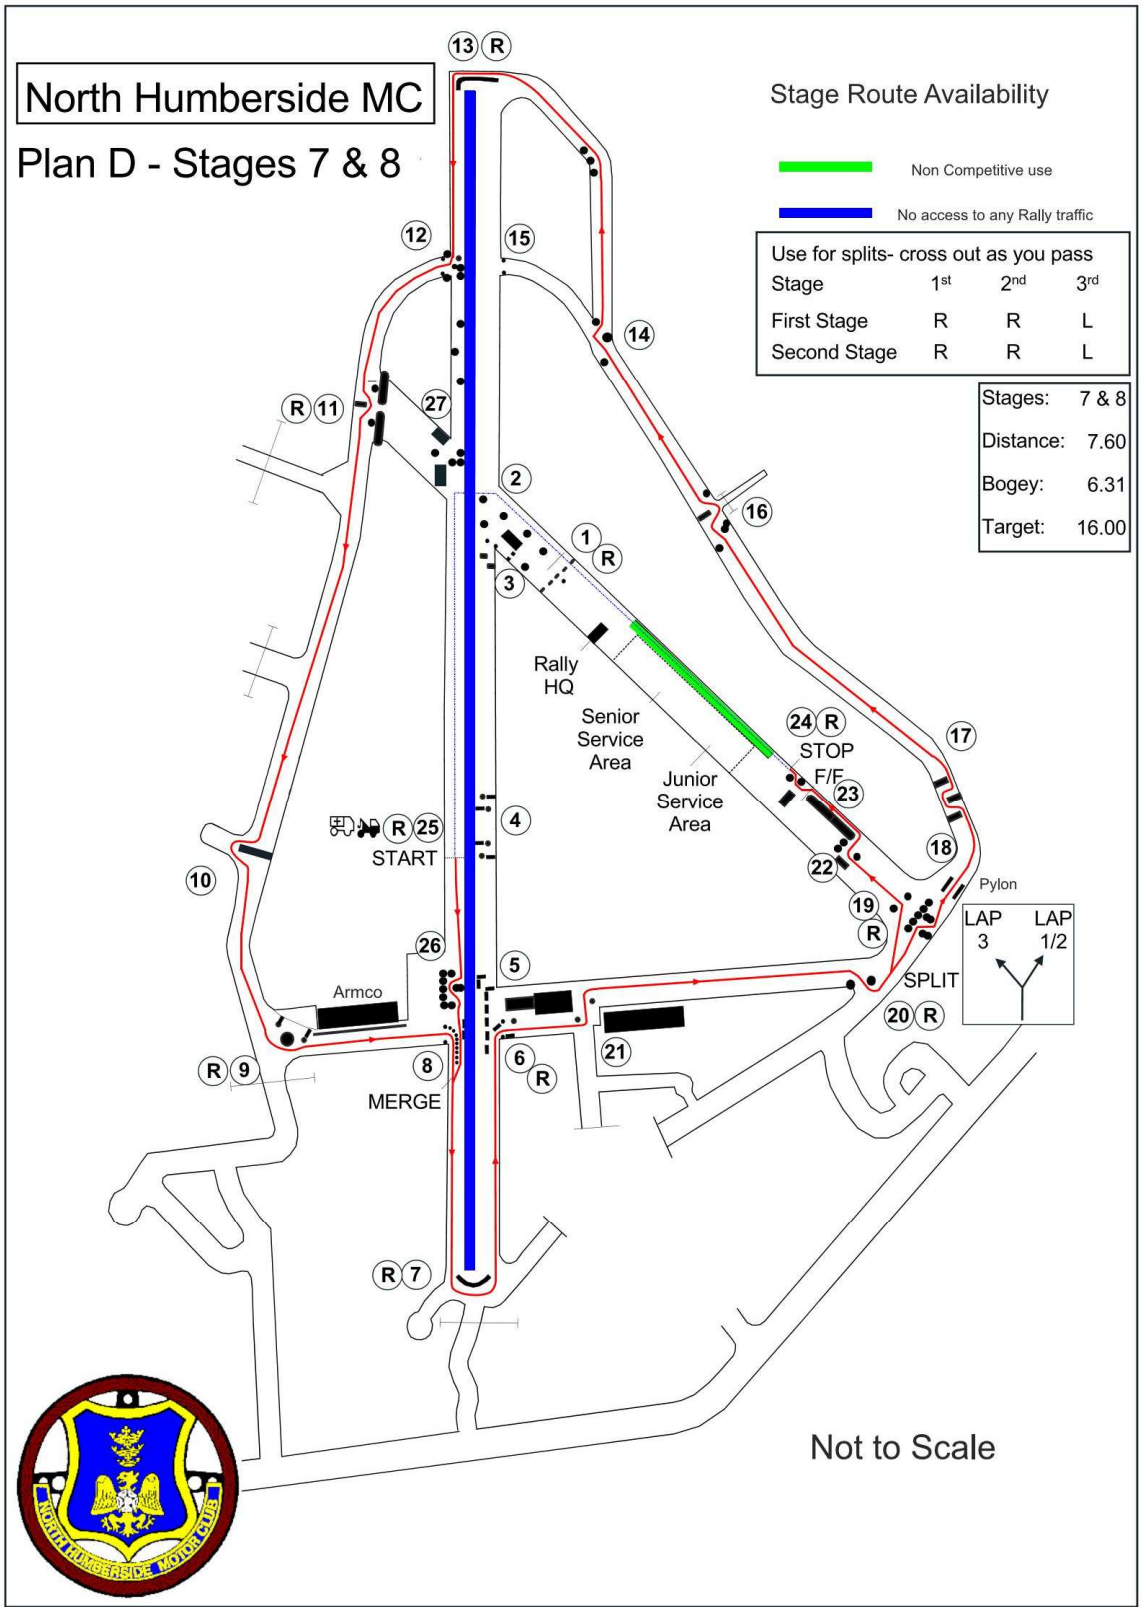 13 R
North Humberside MC
Plan D - Stages 7 & 8
Stage Route Availability
Non Competitive use
No access to any Rally traffic
Use for splits- cross out as you pass
Stage 1st 2nd 3rd
First Stage R R L
Second Stage R R L
Stages: 7 & 8
Distance: 7.60
Bogey: 6.31
Target: 16.00
12
15
14
R 11
27
2
16
1
R
3
Rally
HQ
Senior
Service
Area
Junior
Service
Area
24 R
STOP
F/F
23
17
4
R 25
START
18
22
10
Pylon
19
R
LAP LAP
3 1/2
26
5
SPLIT
Armco
20 R
21
8
6
R
R 9
MERGE
R 7
Not to Scale
NORTH HUMBERSIDE MOTOR CLUB